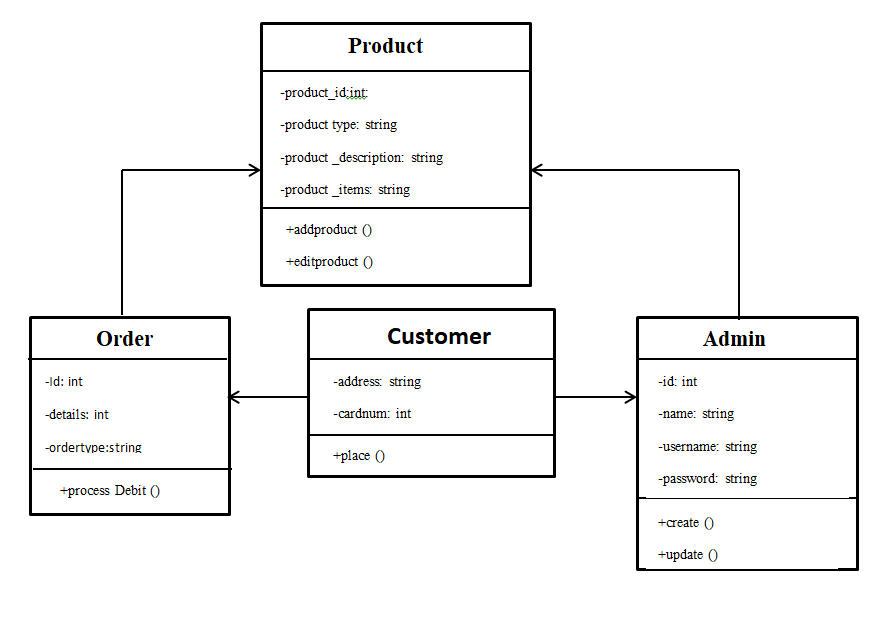 Product
-product_id:int:
-product type: string
-product _description: string
-product _items: string
+addproduct ()
+editproduct ()
Order
-Id: int
-details: int
-ordertype:string
+process Debit ()
Customer
-address: string
-cardnum: int
+place ()
Admin
-id: int
-name: string
-username: string
-password: string
+create ()
+update ()